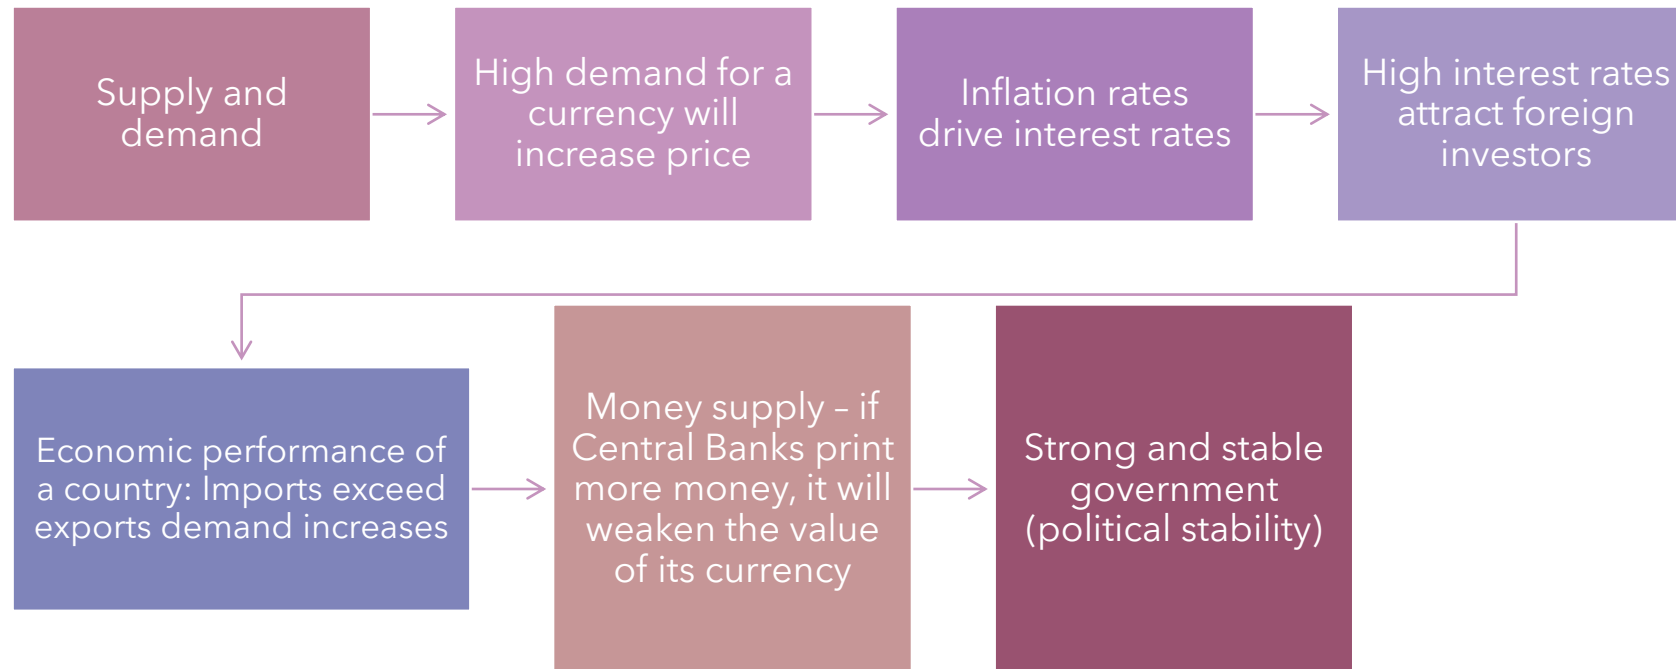 Supply and
demand
High demand for a
currency will
increase price
Inflation rates
drive interest rates
High interest rates
attract foreign
investors
Economic performance of
a country: Imports exceed
exports demand increases
Money supply – if
Central Banks print
more money, it will
weaken the value
of its currency
Strong and stable
government
(political stability)